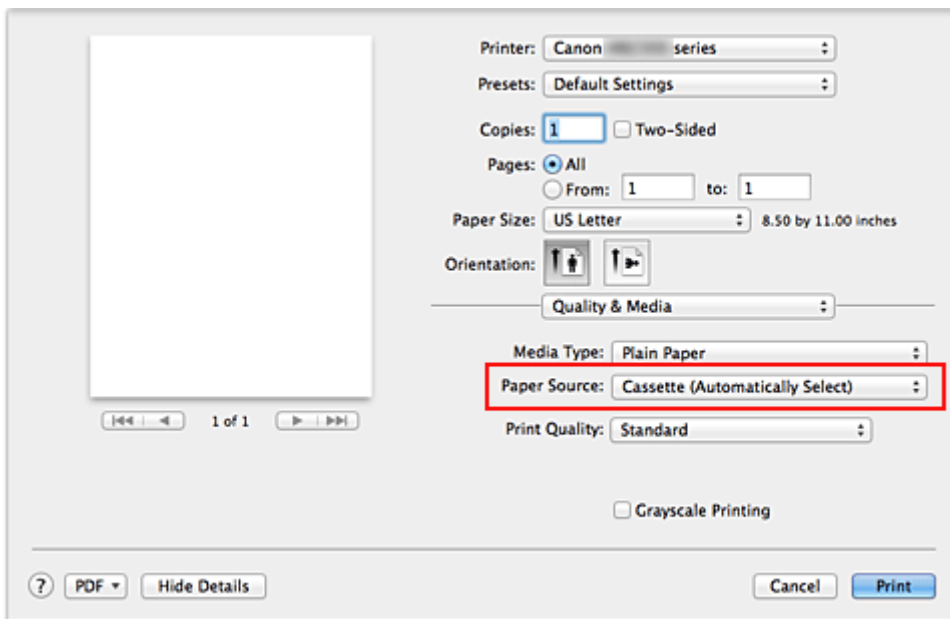 Printer: Canon series
Presets: Default Settings
Copies: 1 Two-Sided
Pages: All
From: 1 to: 1
Paper Size: US Letter 8.50 by 11.00 inches
Orientation:
Quality & Media
Media Type: Plain Paper
Paper Source: Cassette (Automatically Select)
1 of 1
Print Quality: Standard
Grayscale Printing
? PDF Hide Details Cancel Print